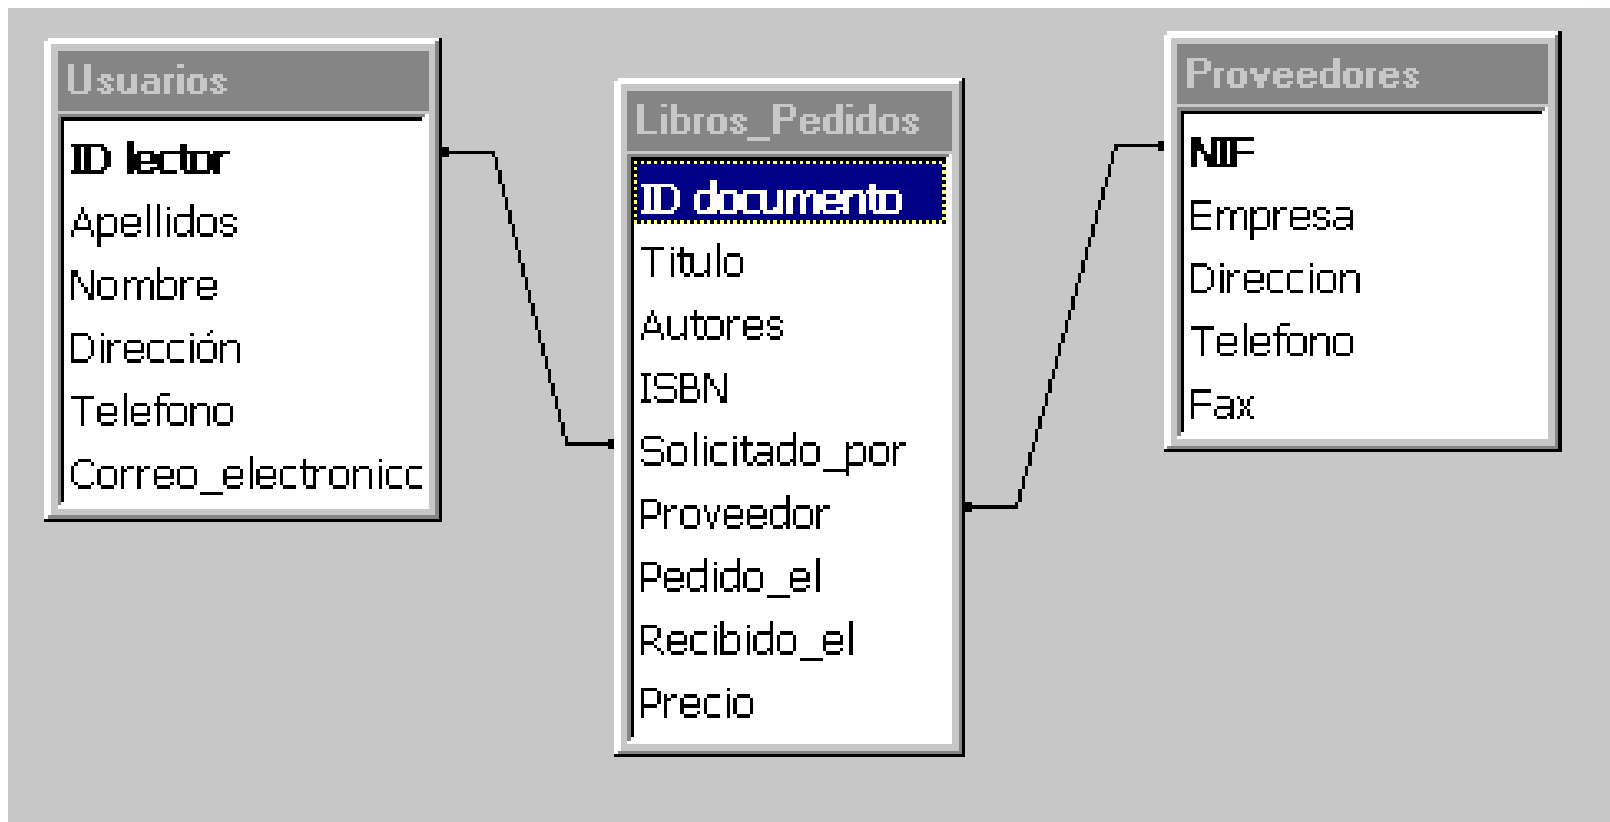 Usuarios
ID lector
Apellidos
Nombre
Dirección
Telefono
Correo_electronico
Libros_Pedidos
ID documento
Titulo
Autores
ISBN
Solicitado_por
Proveedor
Pedido_el
Recibido_el
Precio
Proveedores
NIF
Empresa
Direccion
Telefono
Fax